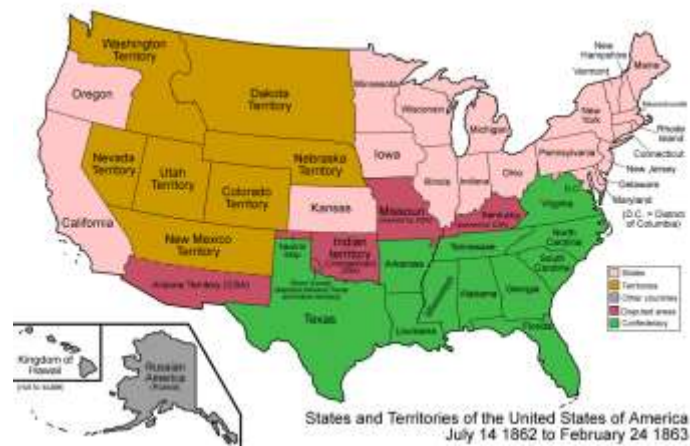 Washington
Territory
Oregon
Dakota
Territory
Minnesota
Wisconsin
Michigan
New
Hampshire
Vermont
Maine
Massachusetts
New
York
Rhode
Island
Connecticut
Nevada
Territory
Utah
Territory
Nebraska
Territory
Iowa
Pennsylvania
New Jersey
Colorado
Territory
Illinois
Indiana
Ohio
Delaware
Maryland
D.C.
(D.C. = District
of Columbia)
California
Kansas
Missouri
Kentucky
Virginia
New Mexico
Territory
Indian
territory
Tennessee
North
Carolina
Arkansas
South
Carolina
Arizona Territory (CSA)
Texas
Alabama
Georgia
Louisiana
Florida
States
Territories
Other countries
Disputed areas
Confederacy
Kingdom of
Hawaii
(not to scale)
Russian
America
(Russia)
States and Territories of the United States of America
July 14 1862 to February 24 1863